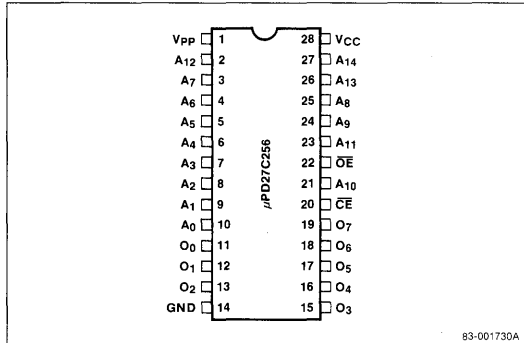 VPP 1 28 VCC
A12 2 27 A14
A7 3 26 A13
A6 4 25 A8
A5 5 24 A9
A4 6 23 A11
A3 7 22 OE
A2 8 21 A10
A1 9 20 CE
A0 10 19 O7
O0 11 18 O6
O1 12 17 O5
O2 13 16 O4
GND 14 15 O3
μPD27C256
83-001730A